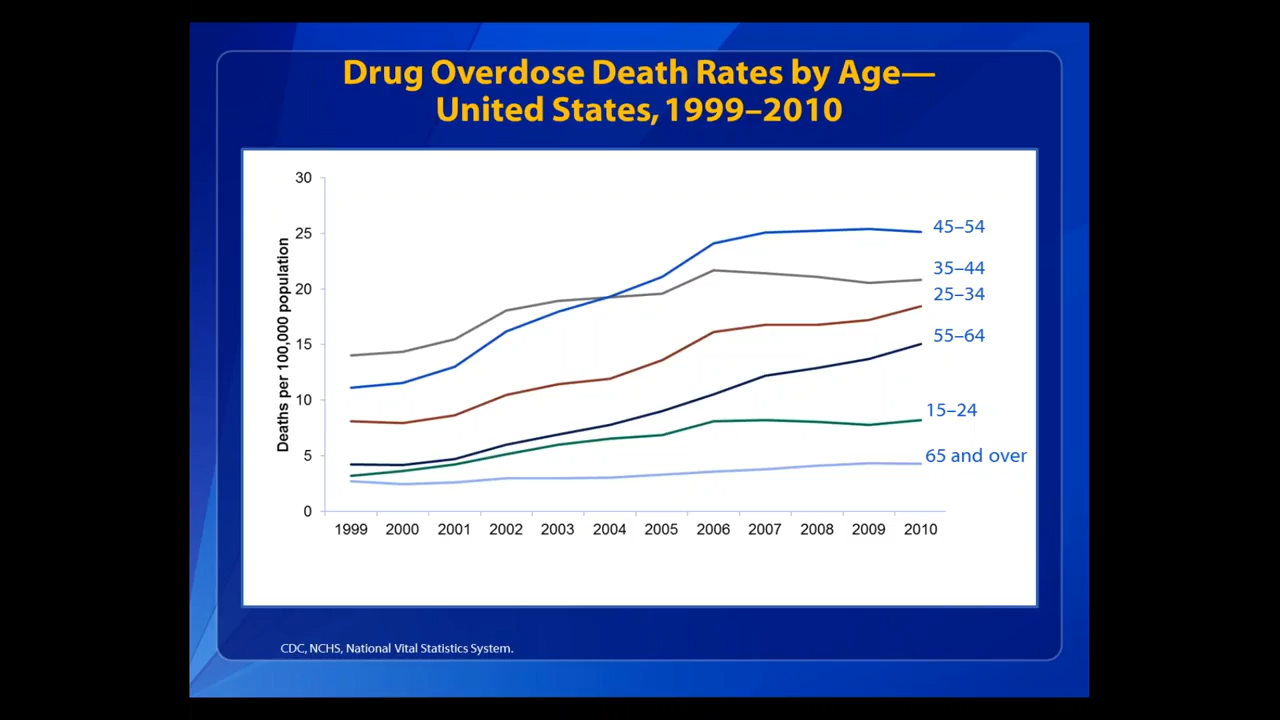 Drug Overdose Death Rates by Age—
United States, 1999–2010
Deaths per 100,000 population
30
25
20
15
10
5
0
45–54
35–44
25–34
55–64
15–24
65 and over
1999 2000 2001 2002 2003 2004 2005 2006 2007 2008 2009 2010
CDC, NCHS, National Vital Statistics System.